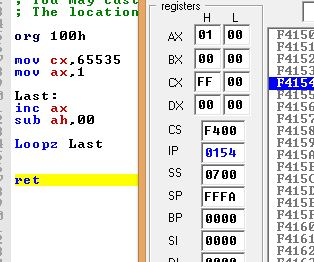 ; You may cust
; The location
org 100h
mov cx,65535
mov ax,1
Last:
inc ax
sub ah,00
Loopz Last
ret
registers
H L
AX 01 00
BX 00 00
CX FF 00
DX 00 00
CS F400
IP 0154
SS 0700
SP FFFA
BP 0000
SI 0000
F4150
F4151
F4152
F4153
F4154
F4155
F4156
F4157
F4158
F4159
F415A
F415B
F415C
F415D
F415E
F415F
F4160
F4161